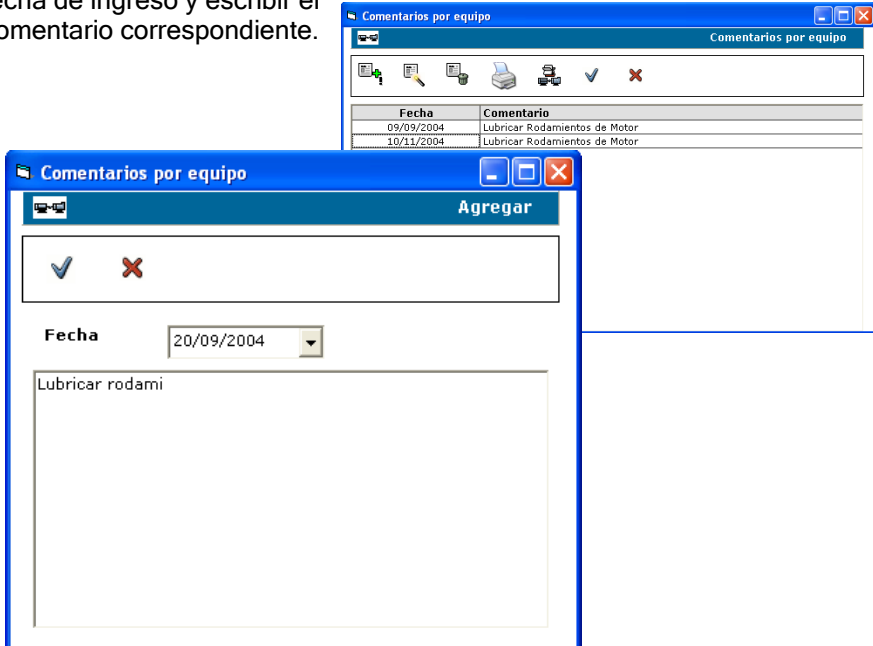 echa de ingreso y escribir el
omentario correspondiente.
Comentarios por equipo
Comentarios por equipo
Fecha Comentario
09/09/2004 Lubricar Rodamientos de Motor
10/11/2004 Lubricar Rodamientos de Motor
Comentarios por equipo
Agregar
Fecha 20/09/2004
Lubricar rodami